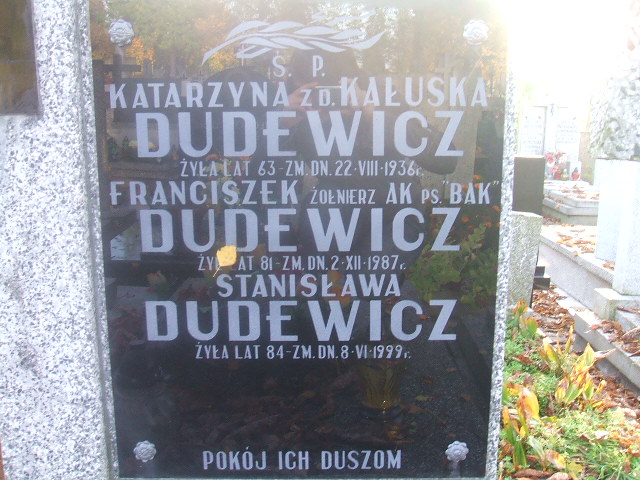 Ś. P.
KATARZYNA ZD. KAŁUSKA
DUDEWICZ
ŻYŁA LAT 63 - ZM. DN. 22 · VIII · 1936 r.
FRANCISZEK ŻOŁNIERZ AK PS. "BAK"
DUDEWICZ
ŻYŁ LAT 81 - ZM. DN. 2 · XII · 1987 r.
STANISŁAWA
DUDEWICZ
ŻYŁA LAT 84 - ZM. DN. 8 · VI · 1999 r.
POKÓJ ICH DUSZOM